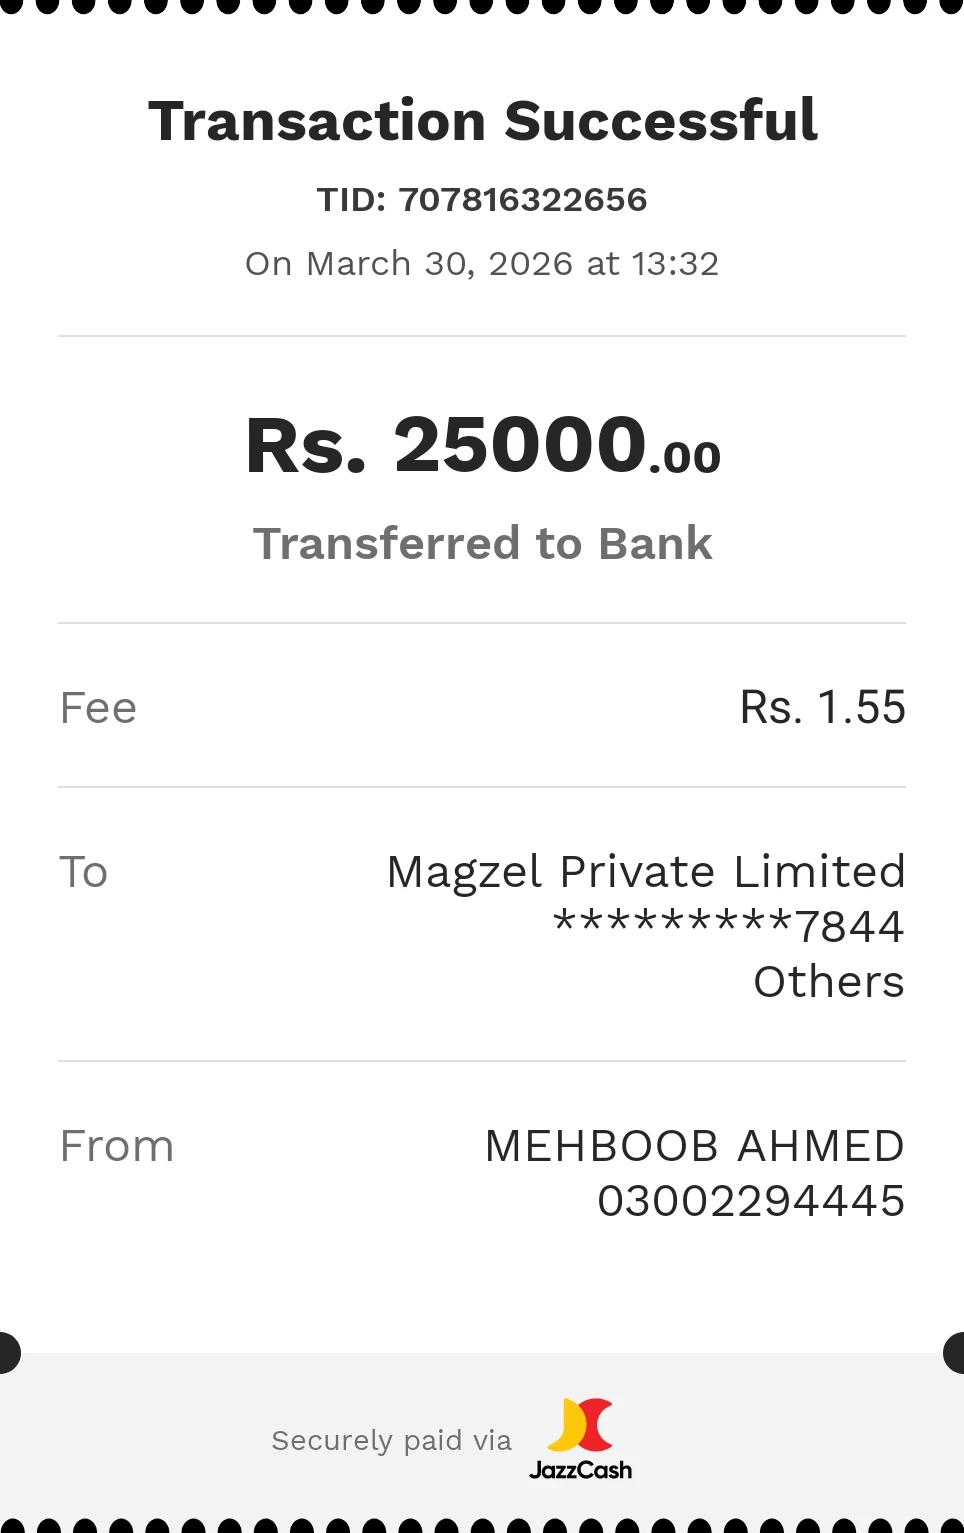 Transaction Successful
TID: 707816322656
On March 30, 2026 at 13:32
Rs. 25000.00
Transferred to Bank
Fee Rs. 1.55
To Magzel Private Limited
*********7844
Others
From MEHBOOB AHMED
03002294445
Securely paid via
JazzCash